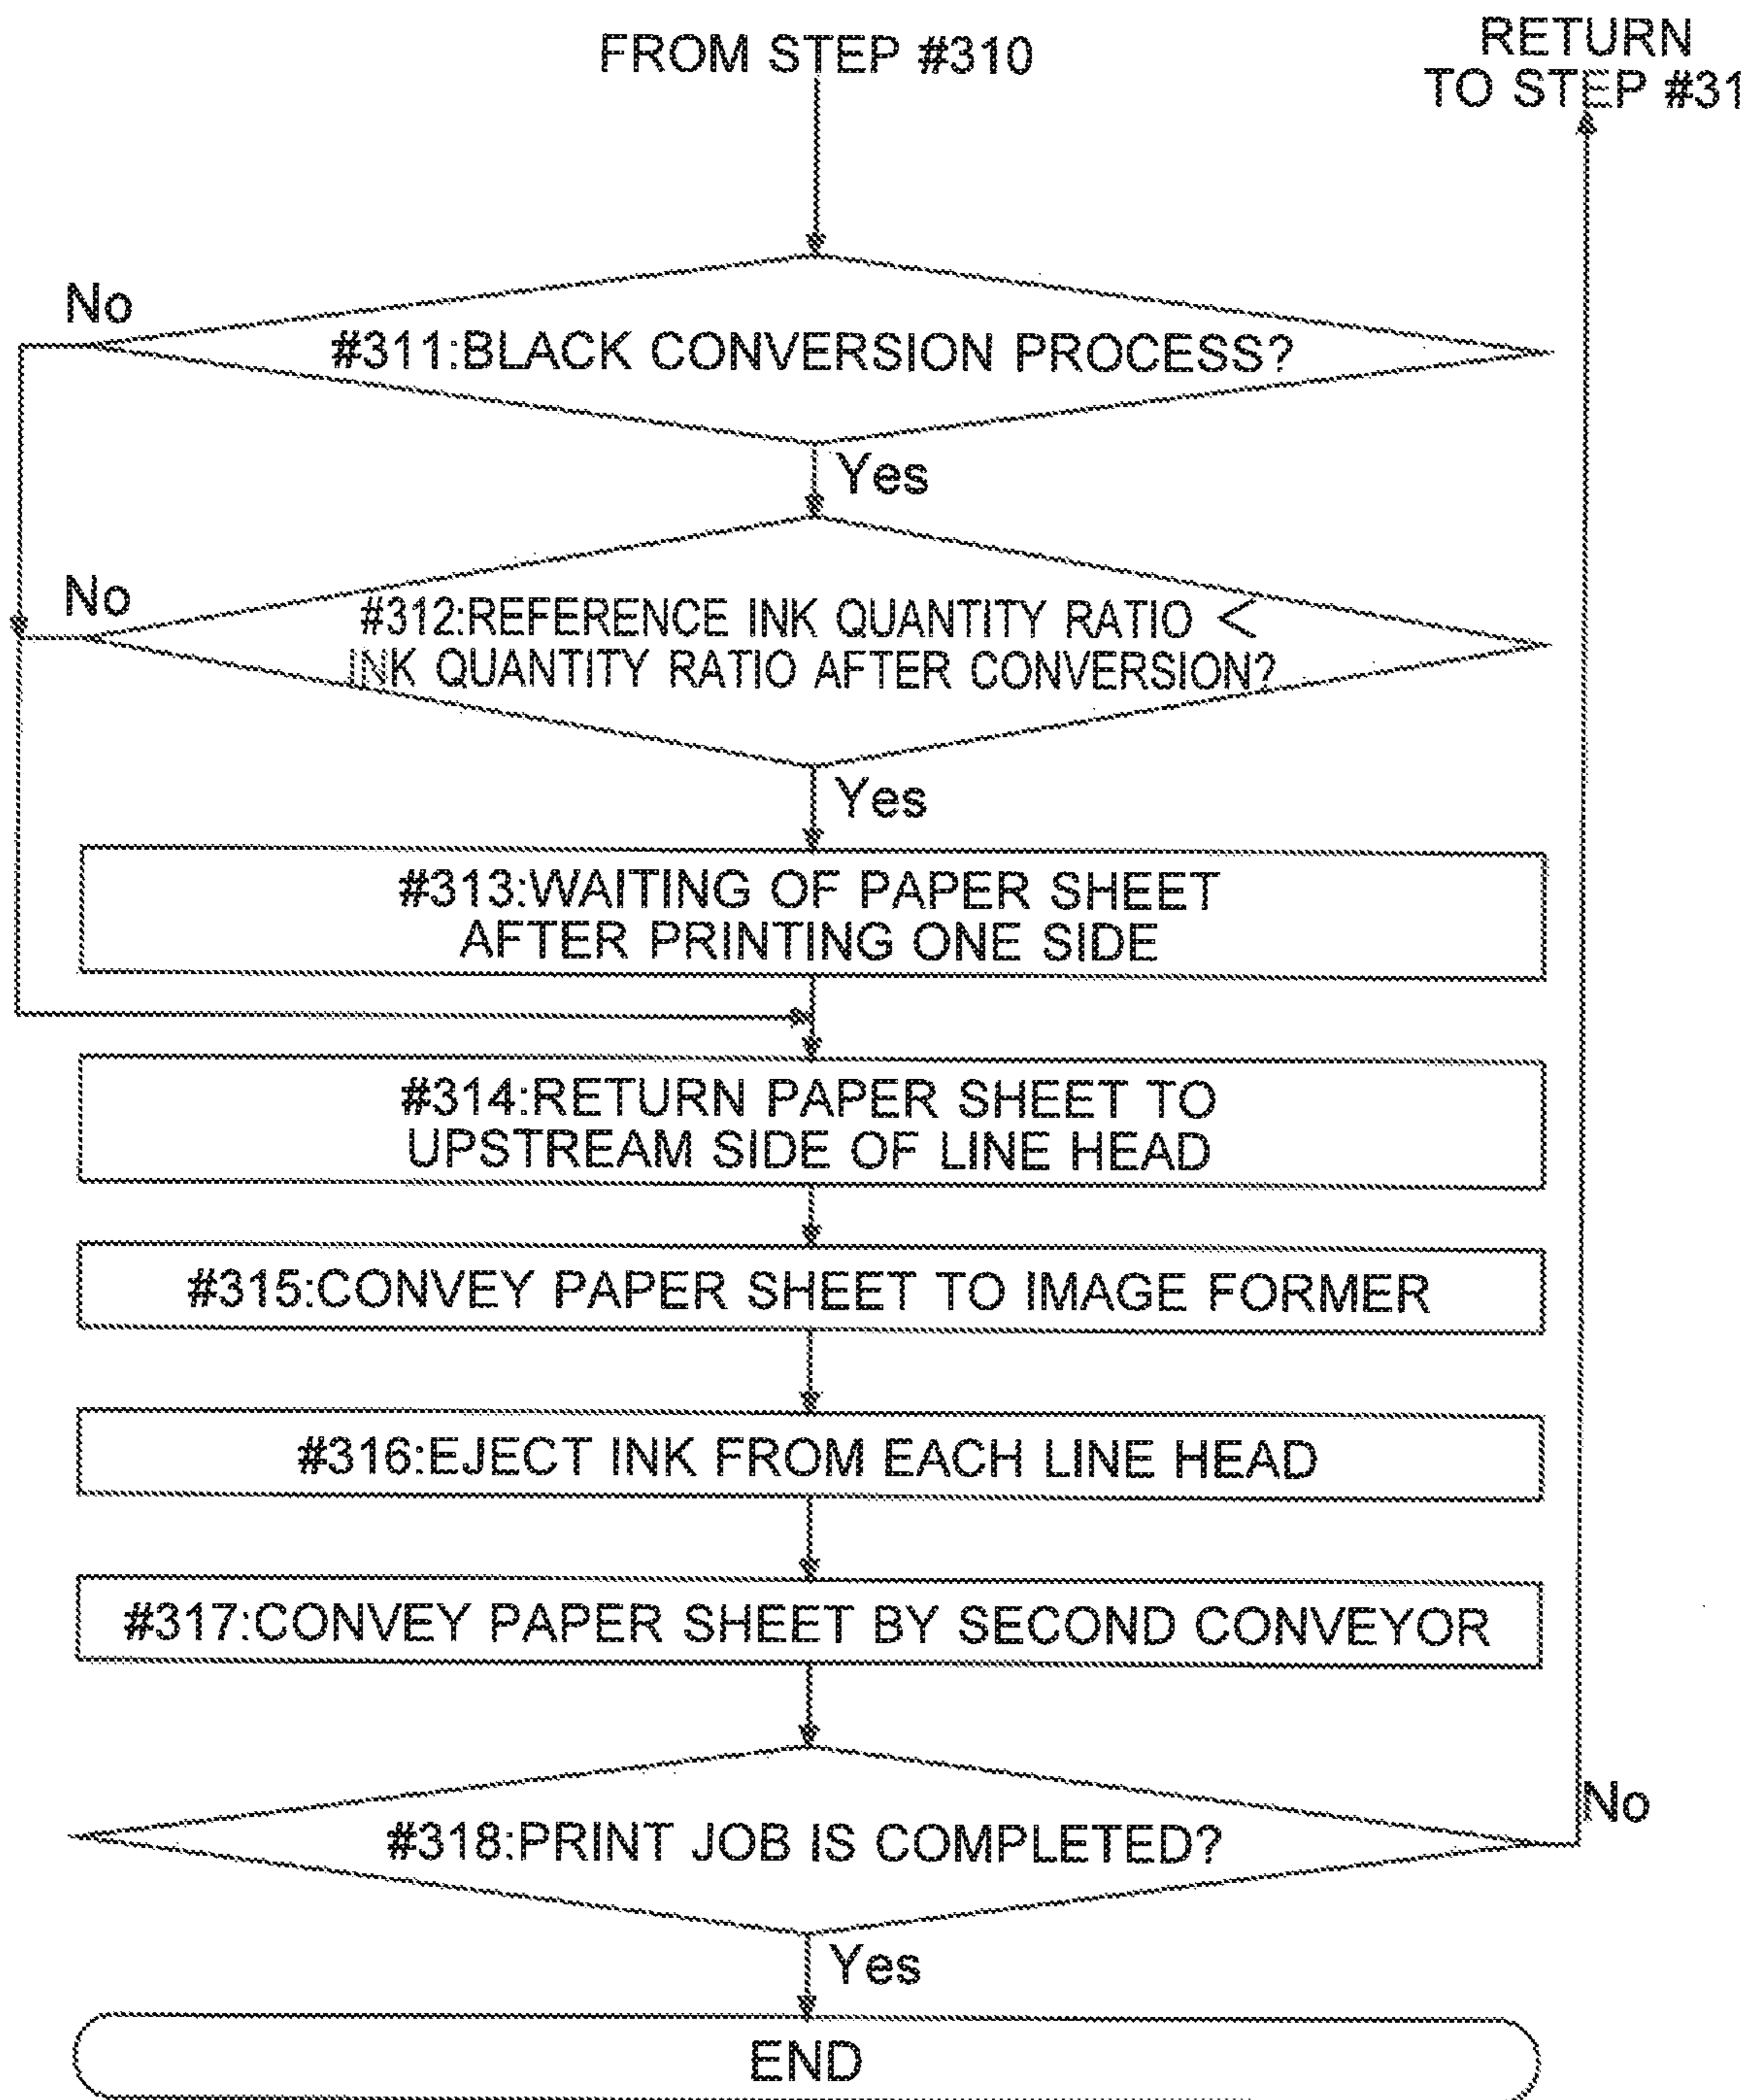 FROM STEP #310
RETURN
TO STEP #31
#311:BLACK CONVERSION PROCESS?
No
Yes
#312:REFERENCE INK QUANTITY RATIO <
INK QUANTITY RATIO AFTER CONVERSION?
No
Yes
#313:WAITING OF PAPER SHEET
AFTER PRINTING ONE SIDE
#314:RETURN PAPER SHEET TO
UPSTREAM SIDE OF LINE HEAD
#315:CONVEY PAPER SHEET TO IMAGE FORMER
#316:EJECT INK FROM EACH LINE HEAD
#317:CONVEY PAPER SHEET BY SECOND CONVEYOR
#318:PRINT JOB IS COMPLETED?
No
Yes
END